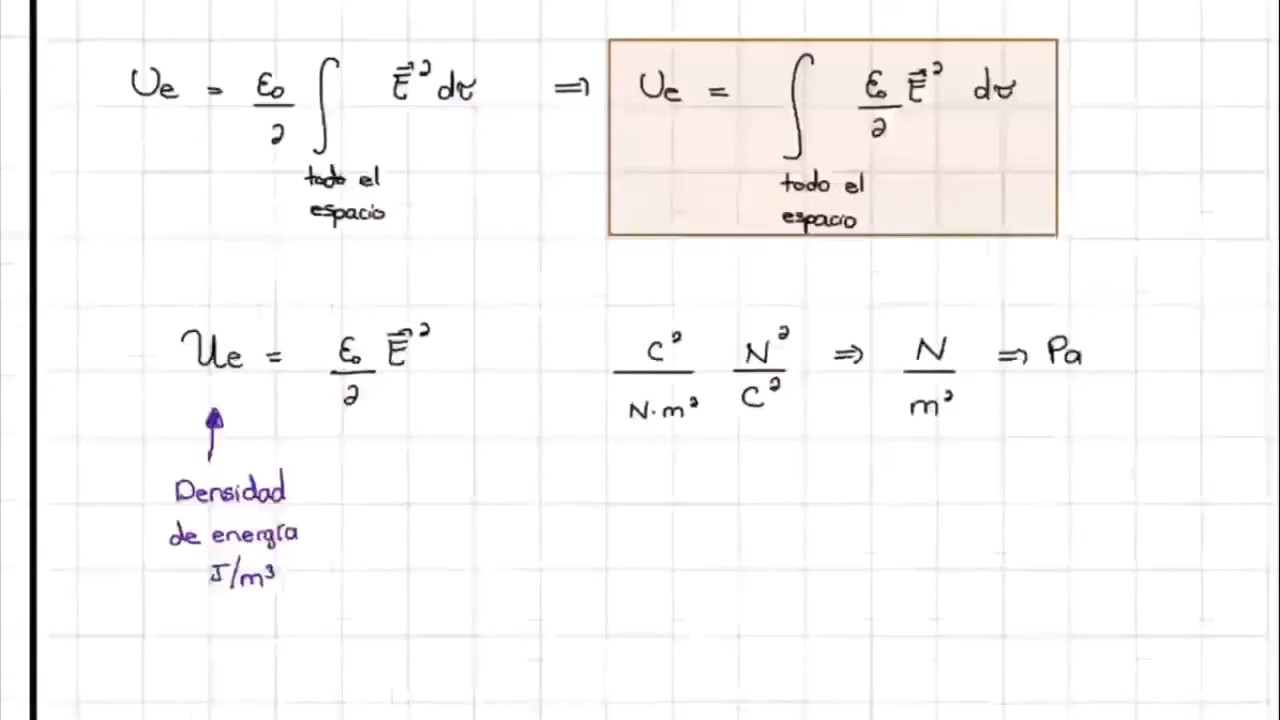 Ue = ε₀/2 ∫ E⃗² dτ ⇒ Ue = ∫ ε₀/2 E⃗² dτ
todo el todo el
espacio espacio
Ue = ε₀/2 E⃗² C²/N·m² N²/C² ⇒ N/m² ⇒ Pa
Densidad
de energía
J/m³